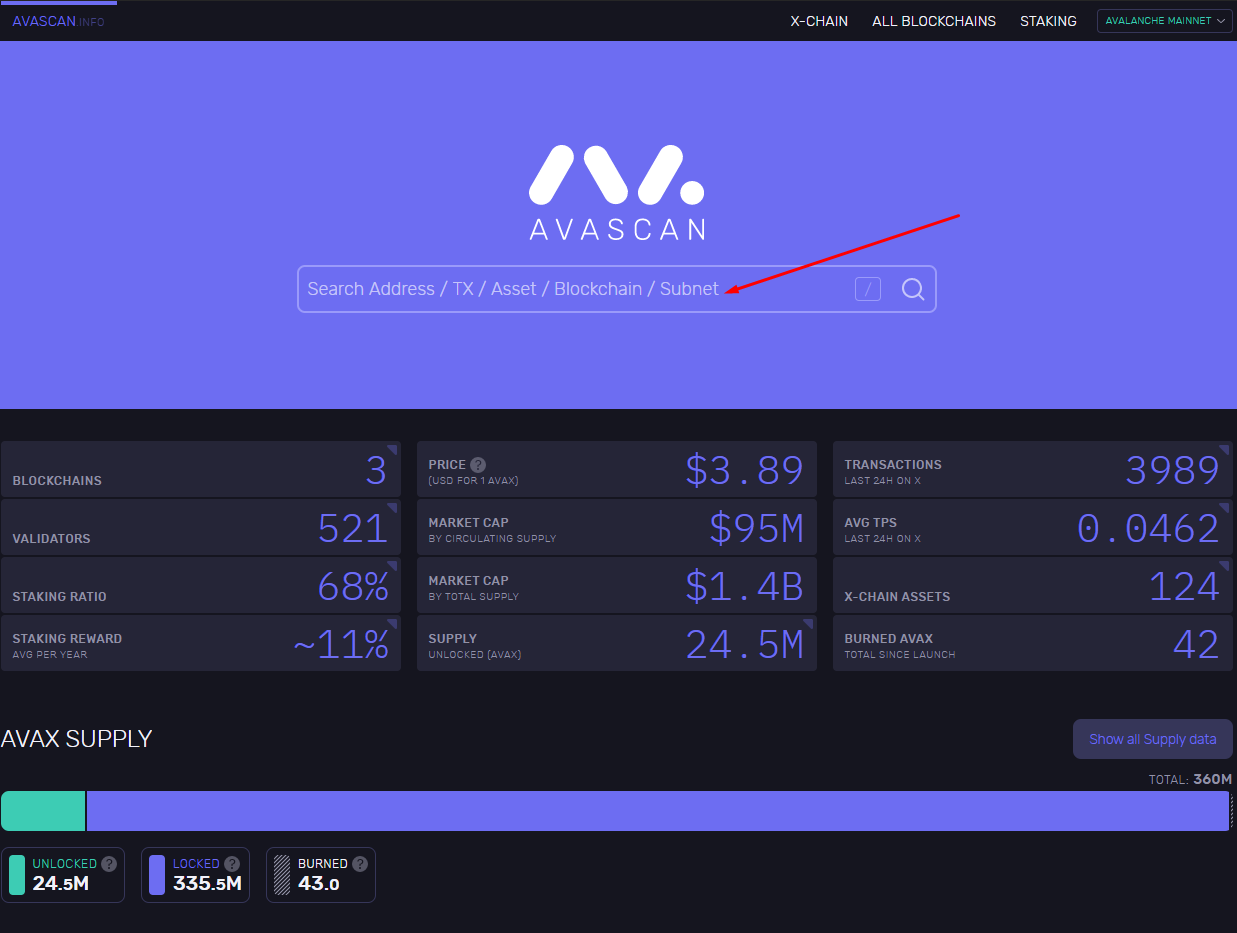 AVASCAN.INFO
X-CHAIN ALL BLOCKCHAINS STAKING AVALANCHE MAINNET
AVASCAN
Search Address / TX / Asset / Blockchain / Subnet /
BLOCKCHAINS 3
VALIDATORS 521
STAKING RATIO 68%
STAKING REWARD
AVG PER YEAR
~11%
PRICE ?
(USD FOR 1 AVAX)
$3.89
MARKET CAP
BY CIRCULATING SUPPLY
$95M
MARKET CAP
BY TOTAL SUPPLY
$1.4B
SUPPLY
UNLOCKED (AVAX)
24.5M
TRANSACTIONS
LAST 24H ON X
3989
AVG TPS
LAST 24H ON X
0.0462
X-CHAIN ASSETS 124
BURNED AVAX
TOTAL SINCE LAUNCH
42
AVAX SUPPLY
Show all Supply data
TOTAL: 360M
UNLOCKED ?
24.5M
LOCKED ?
335.5M
BURNED ?
43.0